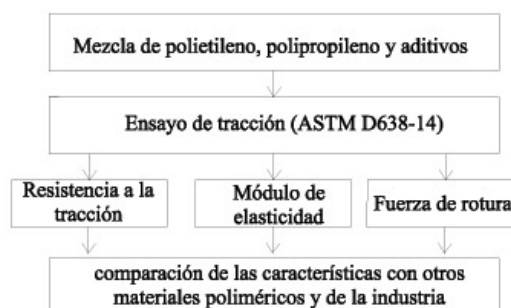 Mezcla de polietileno, polipropileno y aditivos
Ensayo de tracción (ASTM D638-14)
Resistencia a la
tracción
Módulo de
elasticidad
Fuerza de rotura
comparación de las características con otros
materiales poliméricos y de la industria